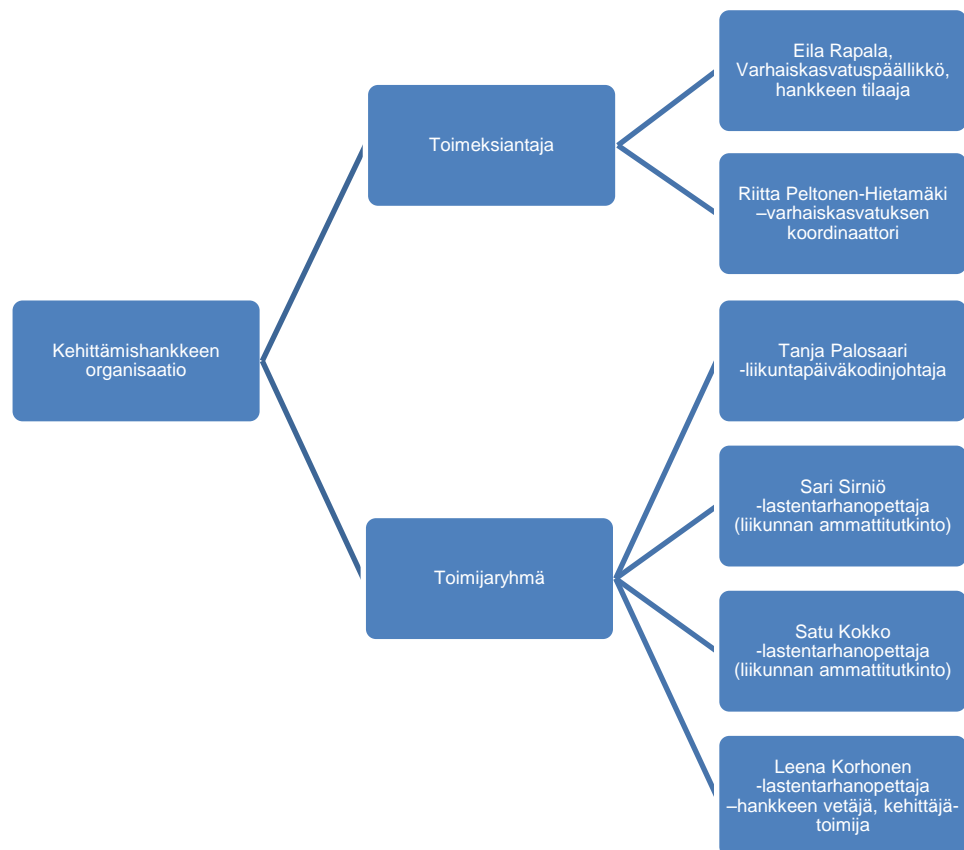 Kehittämishankkeen
organisaatio
Toimeksiantaja
Eila Rapala,
Varhaiskasvatuspäällikkö,
hankkeen tilaaja
Riitta Peltonen-Hietamäki
–varhaiskasvatuksen
koordinaattori
Toimijaryhmä
Tanja Palosaari
-liikuntapäiväkodinjohtaja
Sari Sirniö
-lastentarhanopettaja
(liikunnan ammattitutkinto)
Satu Kokko
-lastentarhanopettaja
(liikunnan ammattitutkinto)
Leena Korhonen
-lastentarhanopettaja
–hankkeen vetäjä, kehittäjä-
toimija